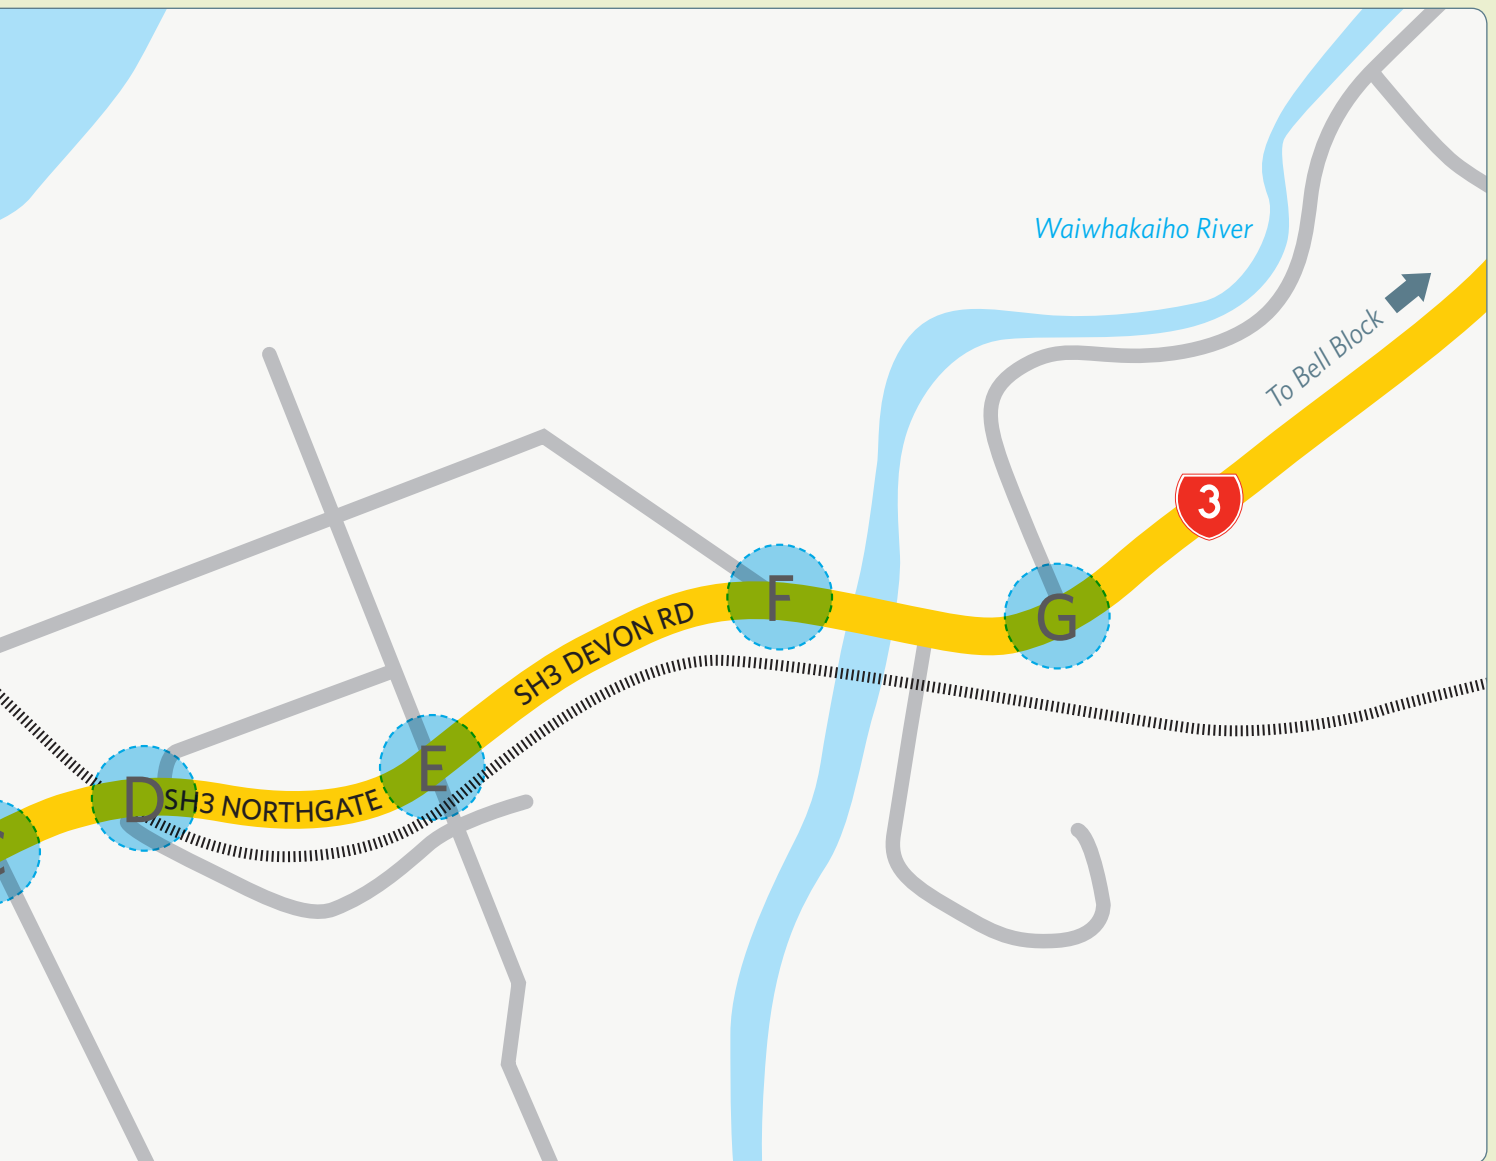 Waiwhakaiho River
To Bell Block
3
F
G
SH3 DEVON RD
E
D
SH3 NORTHGATE